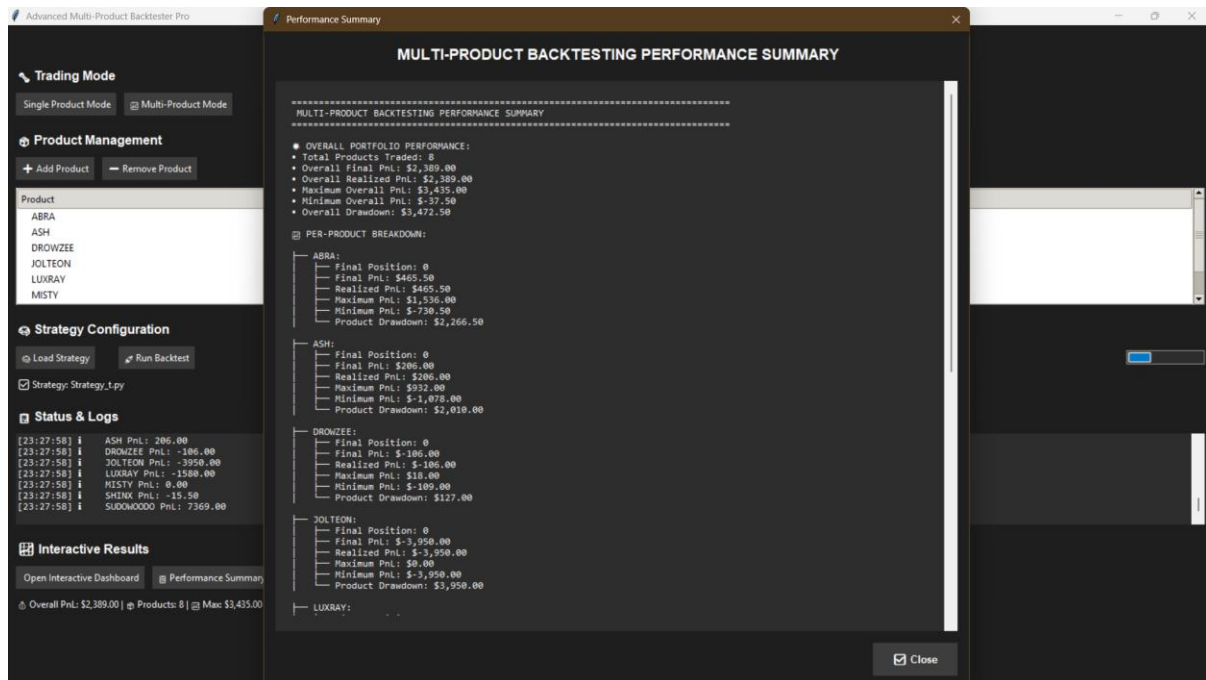 Advanced Multi-Product Backtester Pro
Trading Mode
Single Product Mode
Multi-Product Mode
Product Management
+ Add Product
− Remove Product
Product
ABRA
ASH
DROWZEE
JOLTEON
LUXRAY
MISTY
Strategy Configuration
Load Strategy
Run Backtest
Strategy: Strategy_t.py
Status & Logs
[23:27:58] i ASH PnL: 206.00
[23:27:58] i DROWZEE PnL: -106.00
[23:27:58] i JOLTEON PnL: -3950.00
[23:27:58] i LUXRAY PnL: -1580.00
[23:27:58] i MISTY PnL: 0.00
[23:27:58] i SHINX PnL: -15.50
[23:27:58] i SUDOWOODO PnL: 7369.00
Interactive Results
Open Interactive Dashboard
Performance Summary
Overall PnL: $2,389.00 | Products: 8 | Max: $3,435.00
Performance Summary
MULTI-PRODUCT BACKTESTING PERFORMANCE SUMMARY
================================================================================
MULTI-PRODUCT BACKTESTING PERFORMANCE SUMMARY
================================================================================
OVERALL PORTFOLIO PERFORMANCE:
• Total Products Traded: 8
• Overall Final PnL: $2,389.00
• Overall Realized PnL: $2,389.00
• Maximum Overall PnL: $3,435.00
• Minimum Overall PnL: $-37.50
• Overall Drawdown: $3,472.50
PER-PRODUCT BREAKDOWN:
├── ABRA:
│ ├── Final Position: 0
│ ├── Final PnL: $465.50
│ ├── Realized PnL: $465.50
│ ├── Maximum PnL: $1,536.00
│ ├── Minimum PnL: $-730.50
│ └── Product Drawdown: $2,266.50
├── ASH:
│ ├── Final Position: 0
│ ├── Final PnL: $206.00
│ ├── Realized PnL: $206.00
│ ├── Maximum PnL: $932.00
│ ├── Minimum PnL: $-1,078.00
│ └── Product Drawdown: $2,010.00
├── DROWZEE:
│ ├── Final Position: 0
│ ├── Final PnL: $-106.00
│ ├── Realized PnL: $-106.00
│ ├── Maximum PnL: $18.00
│ ├── Minimum PnL: $-109.00
│ └── Product Drawdown: $127.00
├── JOLTEON:
│ ├── Final Position: 0
│ ├── Final PnL: $-3,950.00
│ ├── Realized PnL: $-3,950.00
│ ├── Maximum PnL: $0.00
│ ├── Minimum PnL: $-3,950.00
│ └── Product Drawdown: $3,950.00
├── LUXRAY:
Close